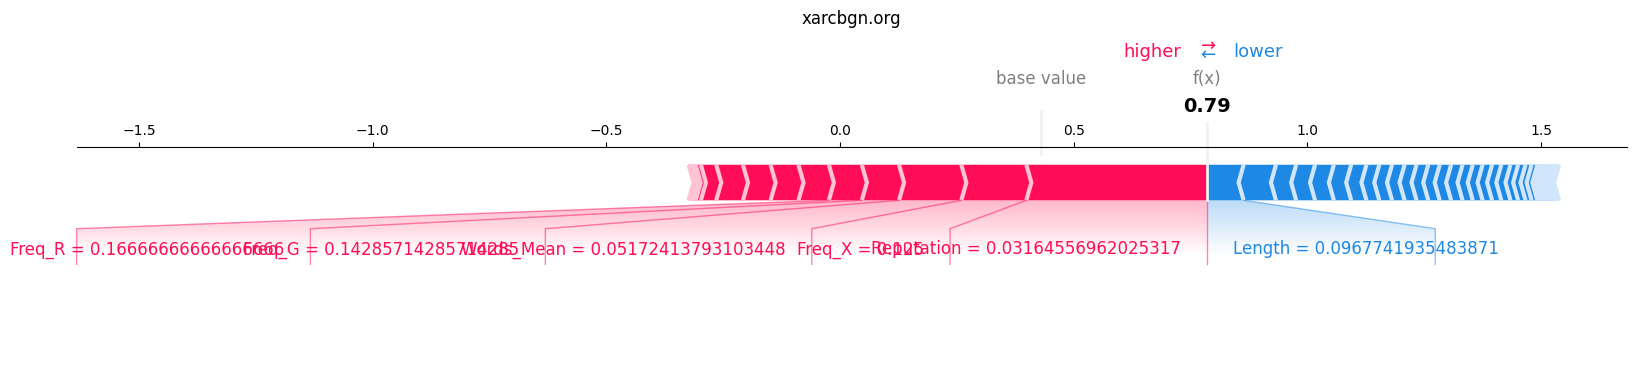 xarcbgn.org
higher ⇄ lower
base value f(x)
0.79
−1.5 −1.0 −0.5 0.0 0.5 1.0 1.5
Freq_R = 0.16666666666666666 Freq_G = 0.14285714285714285 Words_Mean = 0.05172413793103448 Freq_X = 0.125 Reputation = 0.03164556962025317 Length = 0.0967741935483871